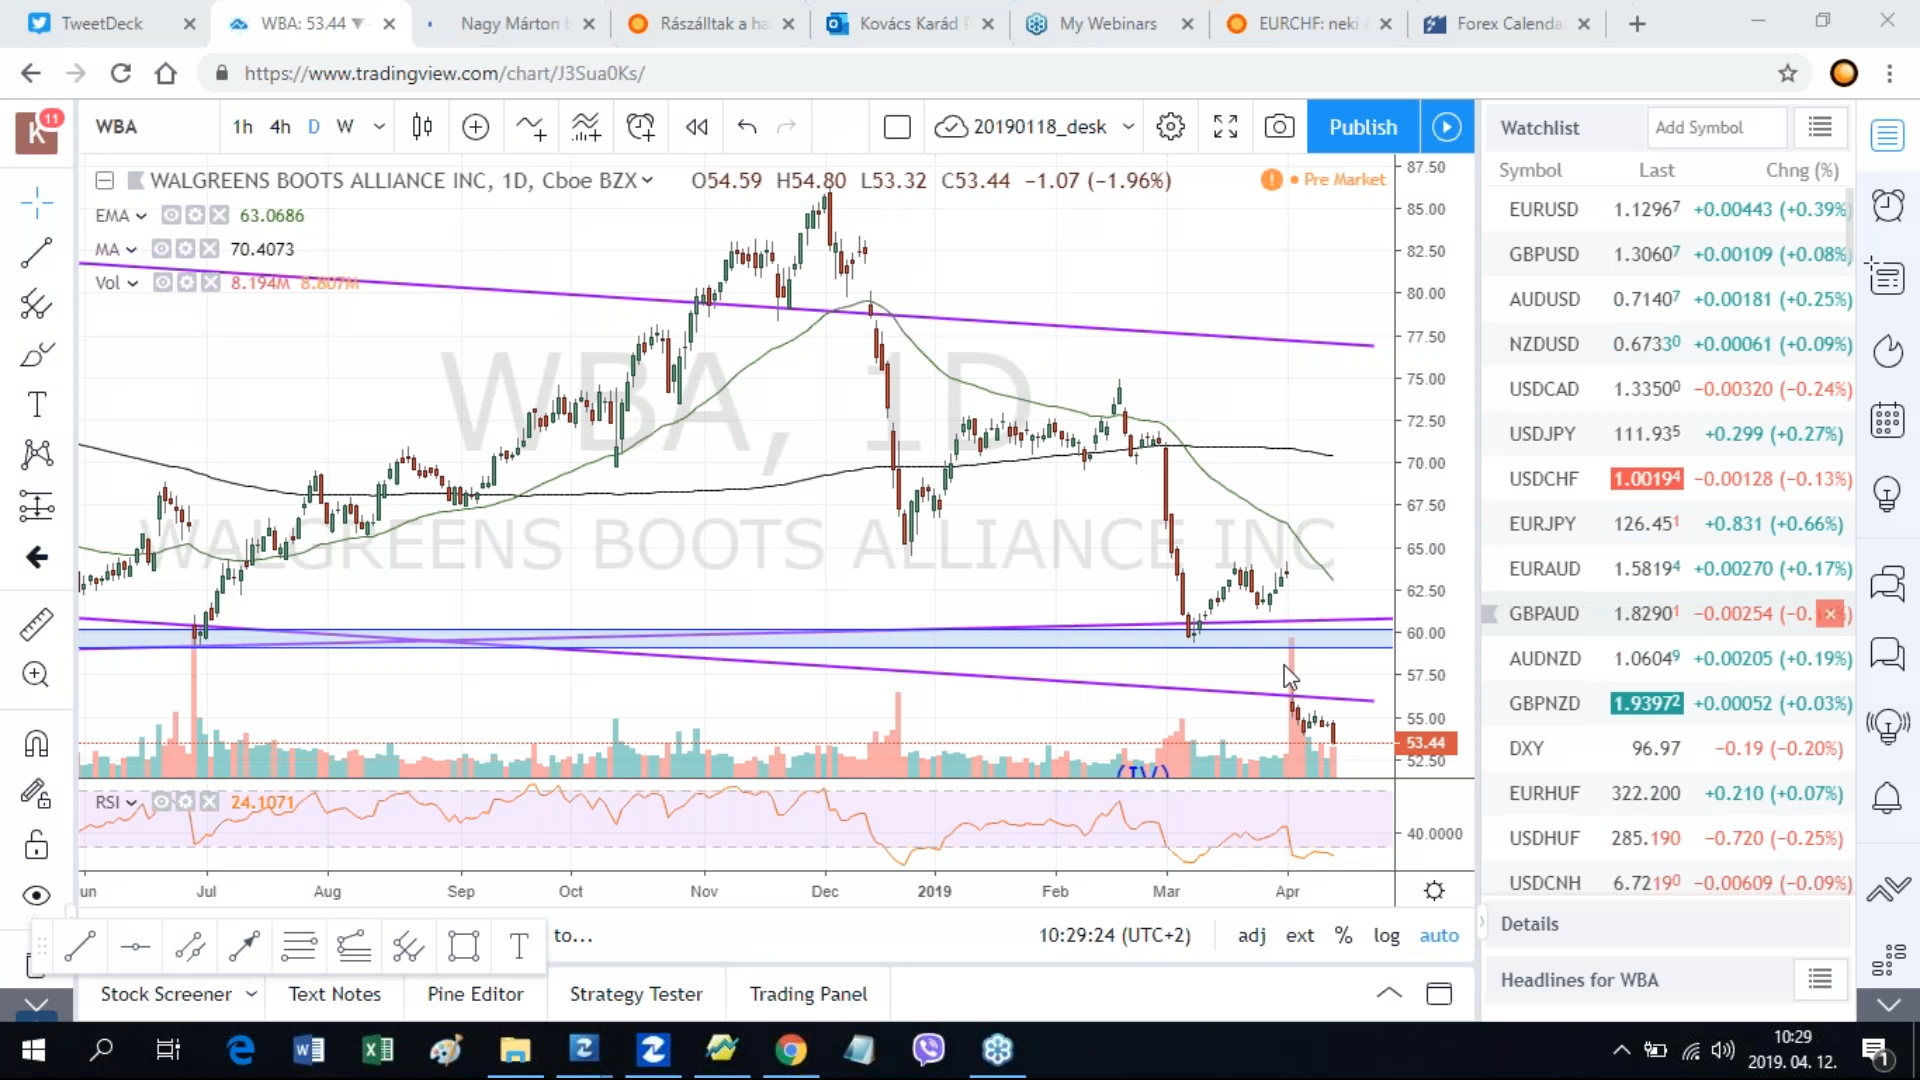 TweetDeck
WBA: 53.44
Nagy Márton
Rászálltak a ha
Kovács Karád
My Webinars
EURCHF: neki
Forex Calenda
https://www.tradingview.com/chart/J3Sua0Ks/
K 11
WBA 1h 4h D W 20190118_desk Publish
WALGREENS BOOTS ALLIANCE INC, 1D, Cboe BZX O54.59 H54.80 L53.32 C53.44 −1.07 (−1.96%) Pre Market
EMA 63.0686
MA 70.4073
Vol 8.194M 8.807M
WBA, 1D
WALGREENS BOOTS ALLIANCE INC
87.50
85.00
82.50
80.00
77.50
75.00
72.50
70.00
67.50
65.00
62.50
60.00
57.50
55.00
53.44
52.50
(IV)
RSI 24.1071
40.0000
Jul Aug Sep Oct Nov Dec 2019 Feb Mar Apr
to... 10:29:24 (UTC+2) adj ext % log auto
Stock Screener Text Notes Pine Editor Strategy Tester Trading Panel
Watchlist Add Symbol
Symbol Last Chng (%)
EURUSD 1.12967 +0.00443 (+0.39%)
GBPUSD 1.30607 +0.00109 (+0.08%)
AUDUSD 0.71407 +0.00181 (+0.25%)
NZDUSD 0.67330 +0.00061 (+0.09%)
USDCAD 1.33500 −0.00320 (−0.24%)
USDJPY 111.935 +0.299 (+0.27%)
USDCHF 1.00194 −0.00128 (−0.13%)
EURJPY 126.451 +0.831 (+0.66%)
EURAUD 1.58194 +0.00270 (+0.17%)
GBPAUD 1.82901 −0.00254
AUDNZD 1.06049 +0.00205 (+0.19%)
GBPNZD 1.93972 +0.00052 (+0.03%)
DXY 96.97 −0.19 (−0.20%)
EURHUF 322.200 +0.210 (+0.07%)
USDHUF 285.190 −0.720 (−0.25%)
USDCNH 6.72190 −0.00609 (−0.09%)
Details
Headlines for WBA
10:29
2019. 04. 12.
1